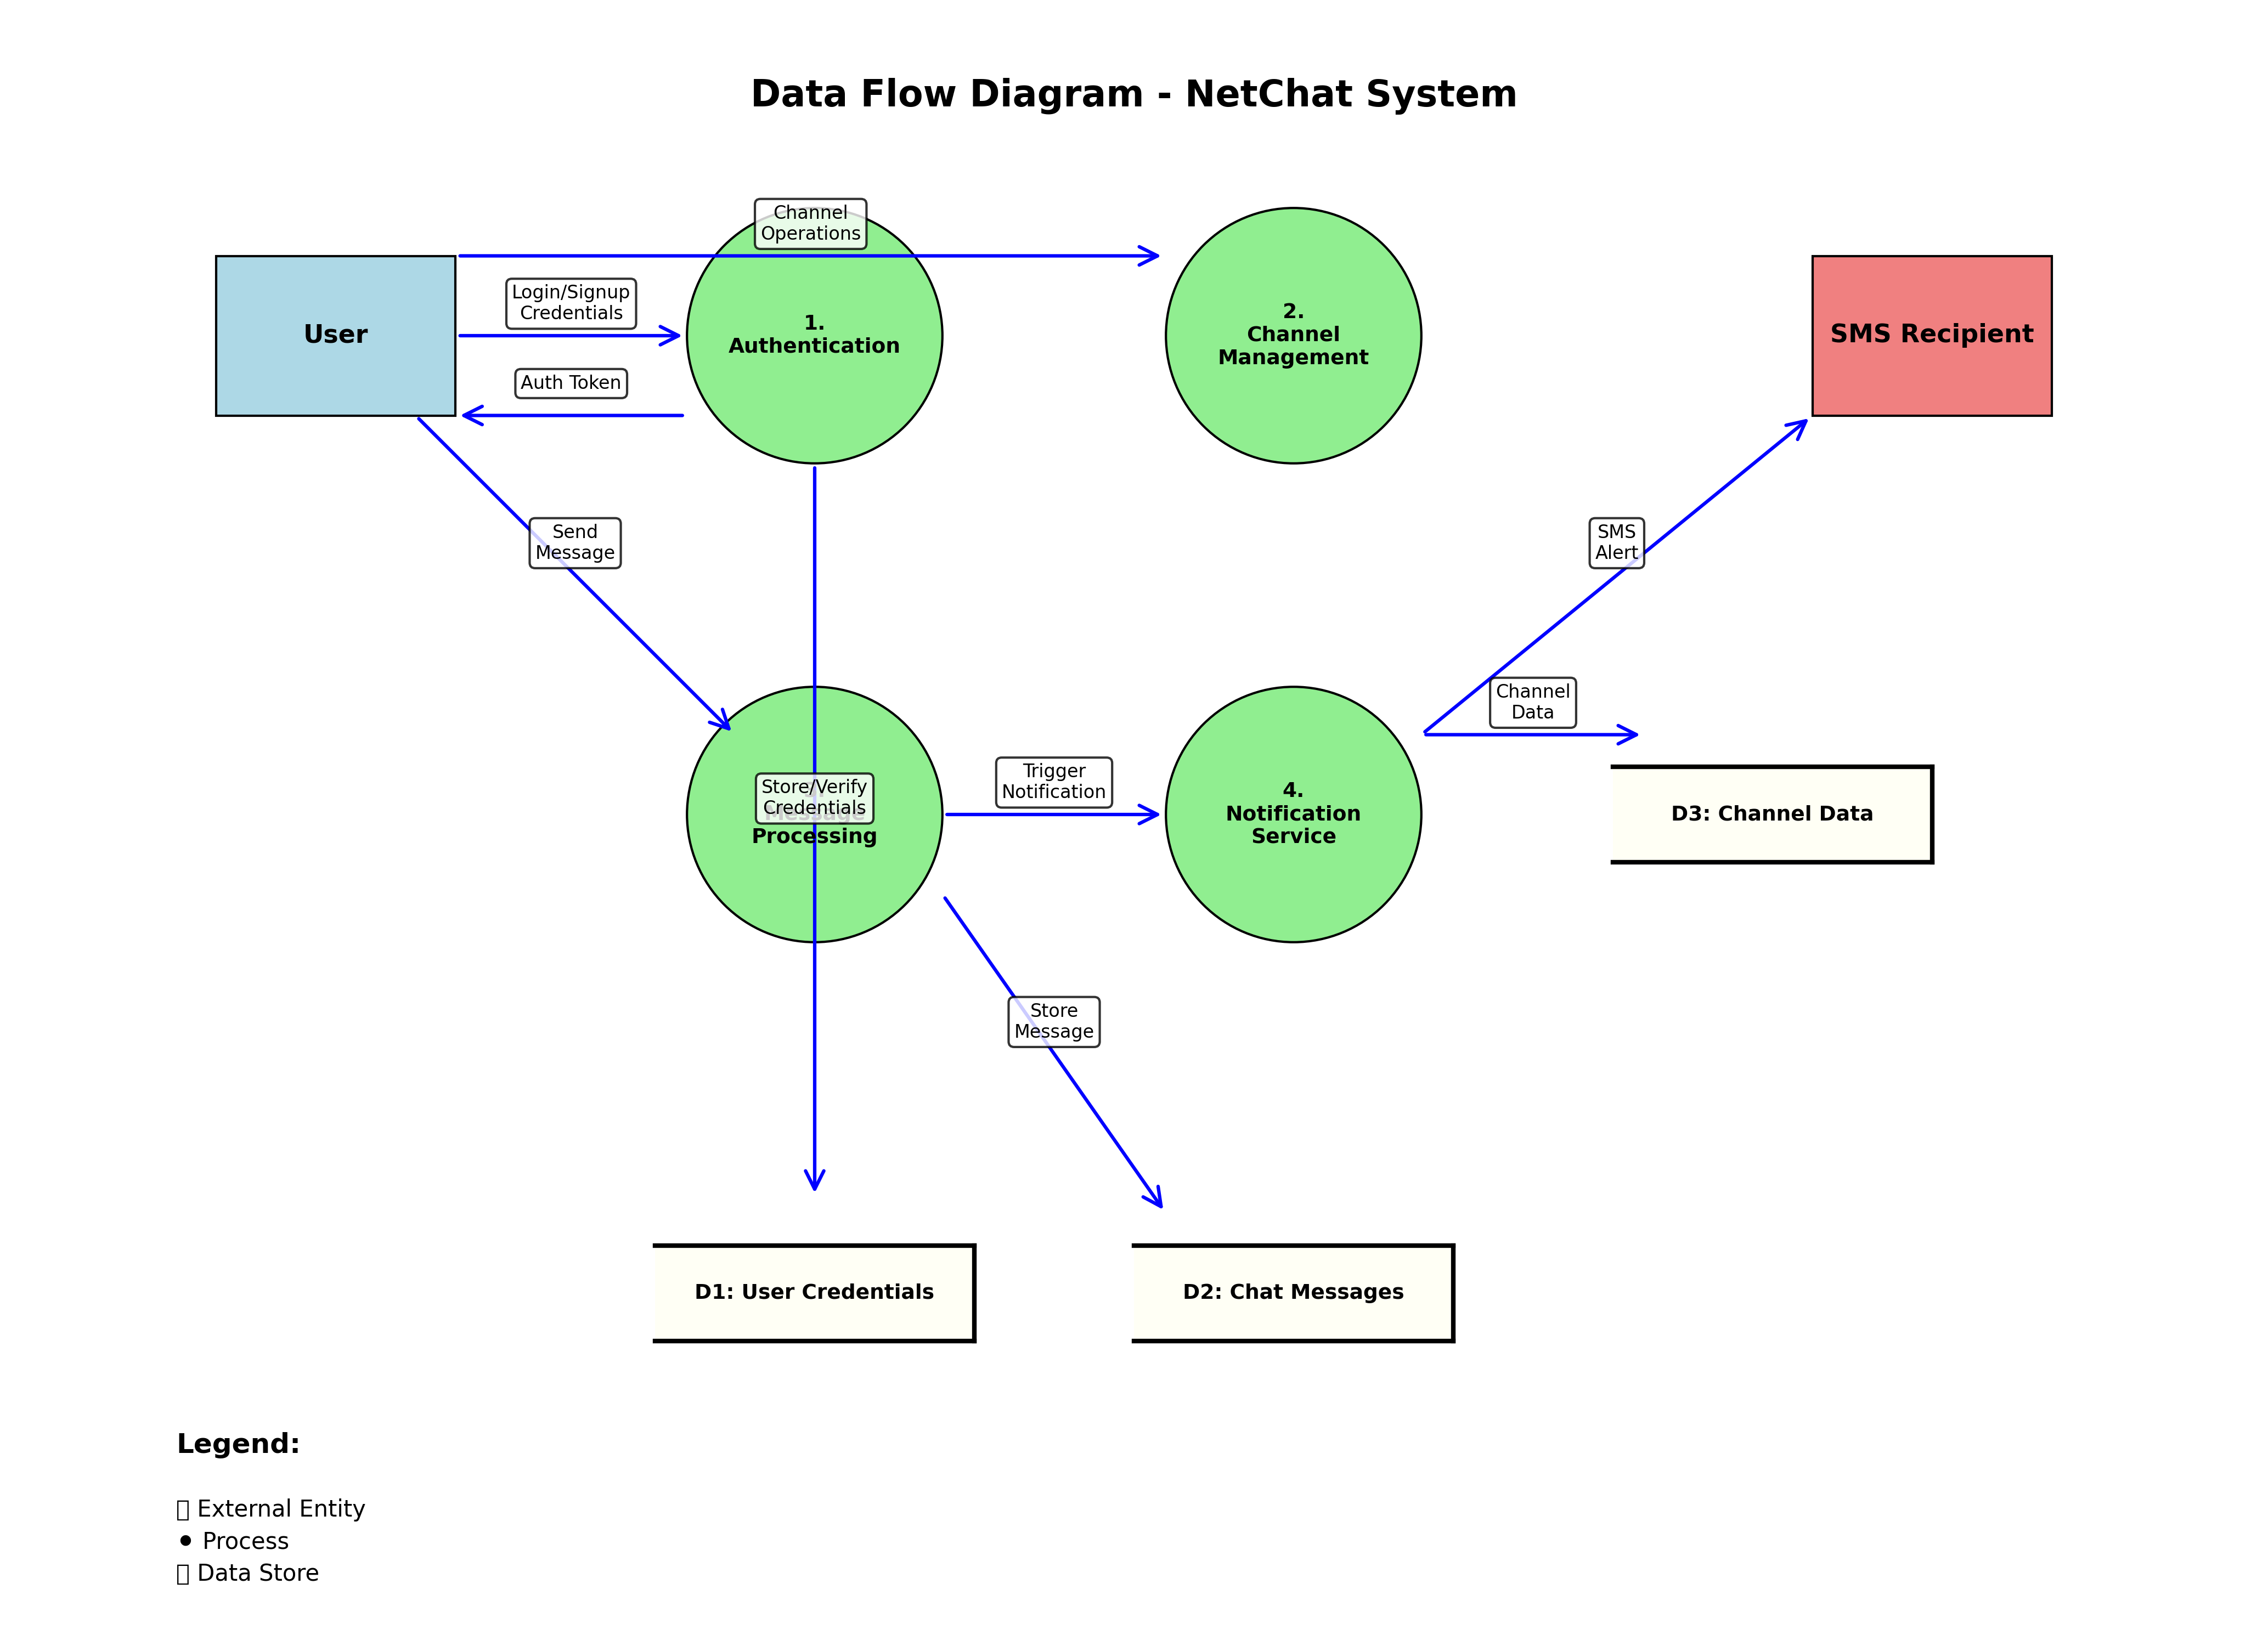 Data Flow Diagram - NetChat System
Channel
Operations
User
Login/Signup
Credentials
Auth Token
1.
Authentication
2.
Channel
Management
SMS Recipient
Send
Message
SMS
Alert
Channel
Data
Store/Verify
Credentials
Message
Processing
Trigger
Notification
4.
Notification
Service
D3: Channel Data
Store
Message
D1: User Credentials
D2: Chat Messages
Legend:
External Entity
● Process
Data Store